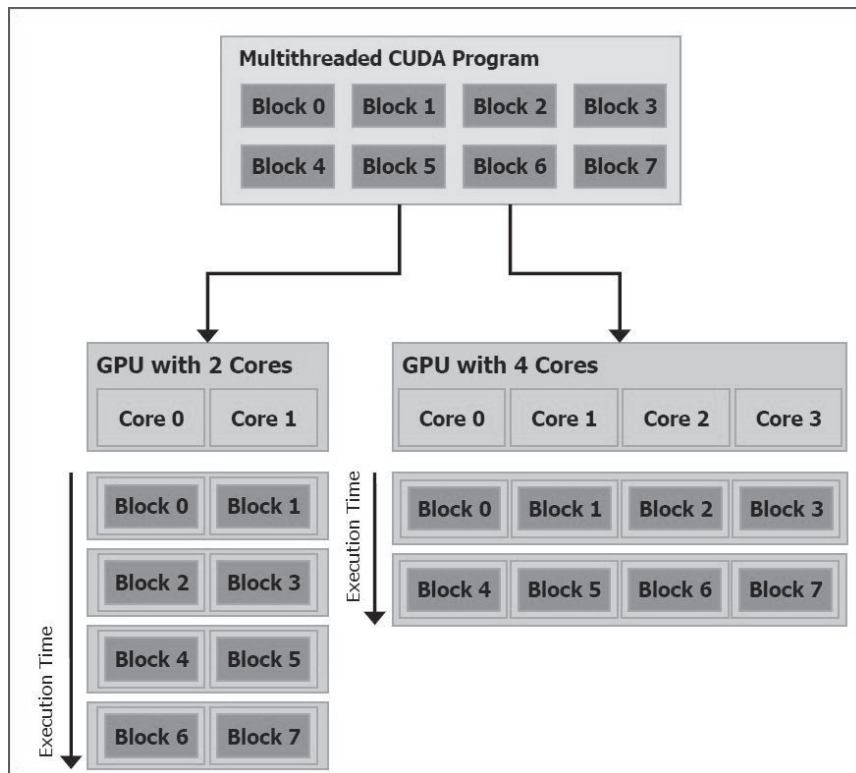 Multithreaded CUDA Program
Block 0 Block 1 Block 2 Block 3
Block 4 Block 5 Block 6 Block 7
GPU with 2 Cores
Core 0 Core 1
Execution Time
Block 0 Block 1
Block 2 Block 3
Block 4 Block 5
Block 6 Block 7
GPU with 4 Cores
Core 0 Core 1 Core 2 Core 3
Execution Time
Block 0 Block 1 Block 2 Block 3
Block 4 Block 5 Block 6 Block 7